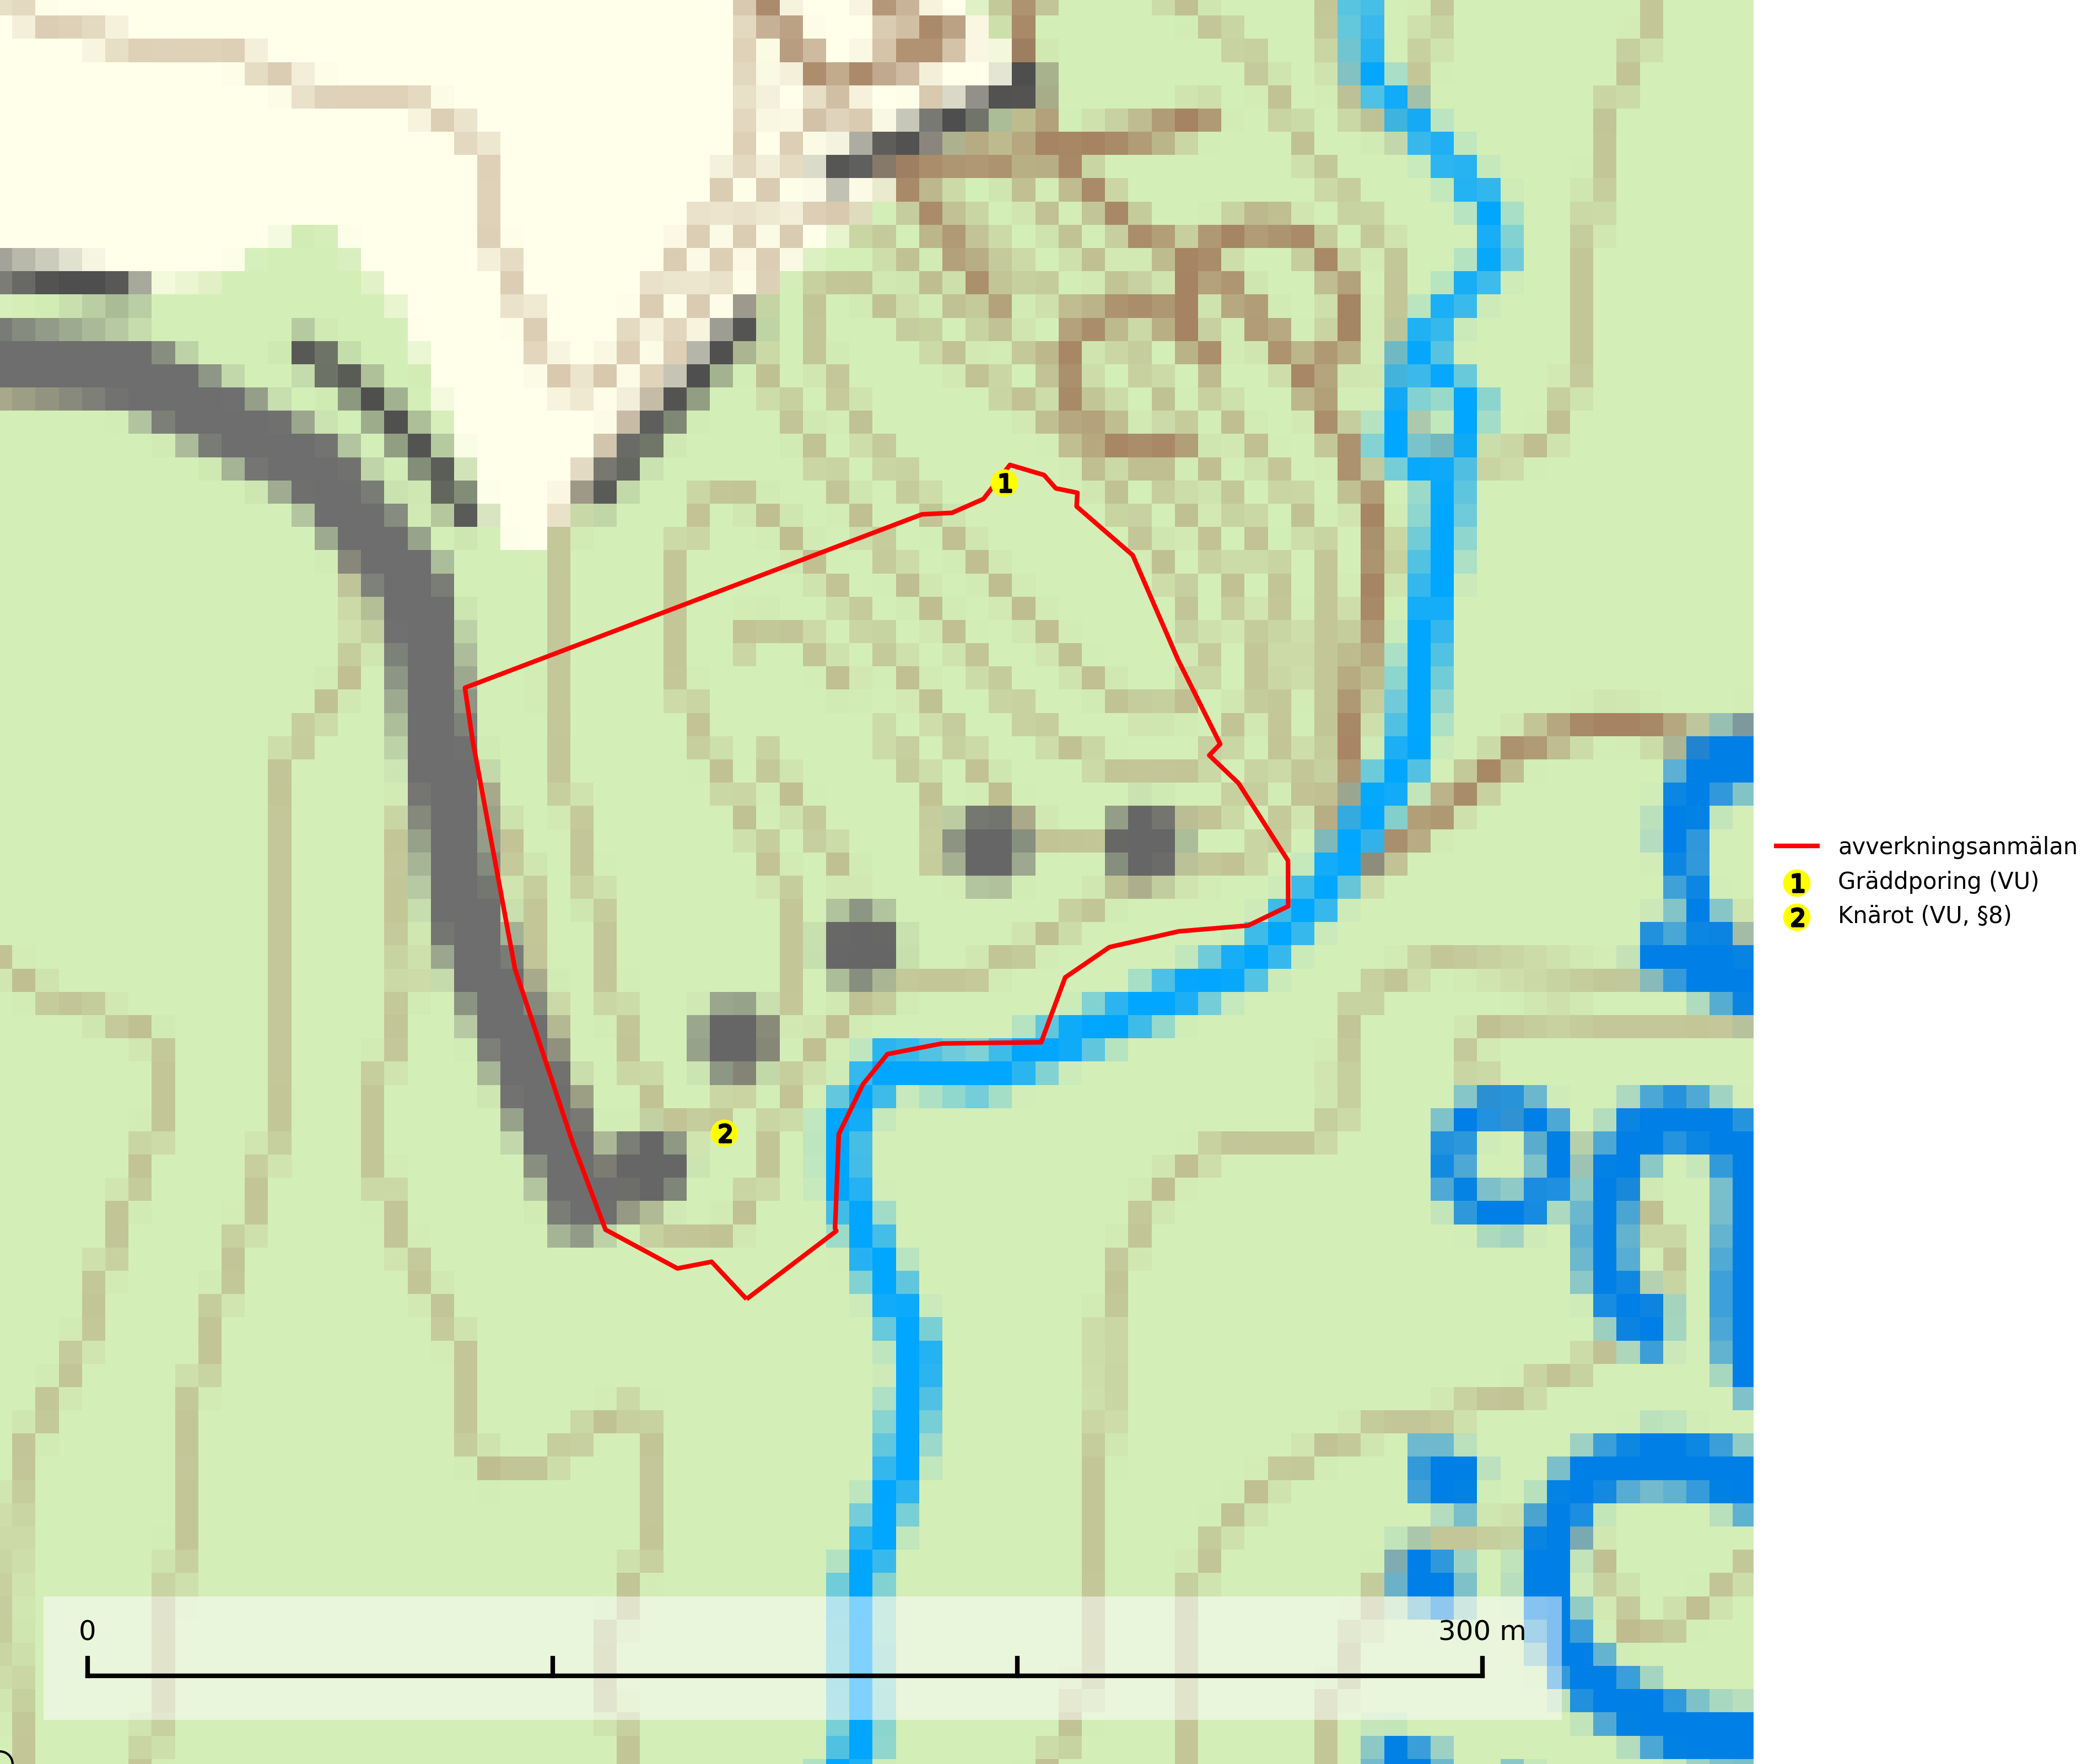 1
2
avverkningsanmälan
1 Gräddporing (VU)
2 Knärot (VU, §8)
0 300 m